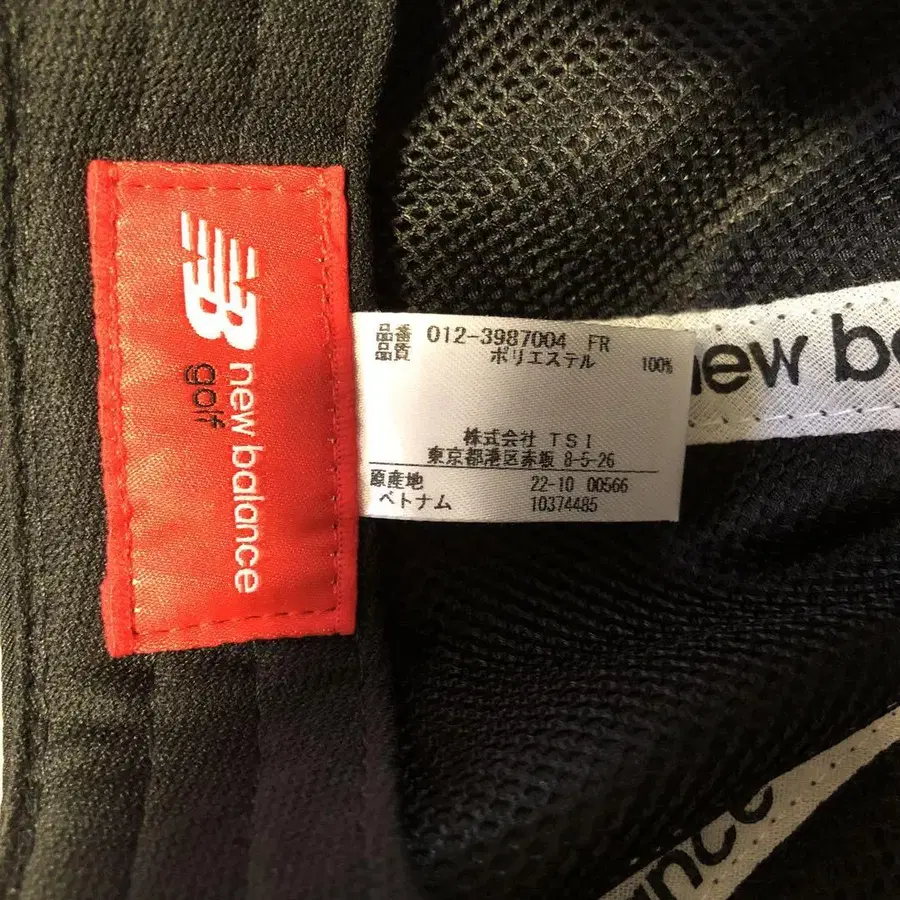 NB
new balance
golf
品番 012-3987004 FR
品質 ポリエステル 100%
株式会社 TSI
東京都港区赤坂 8-5-26
原産地 22-10 00566
ベトナム 10374485
new ba
ance